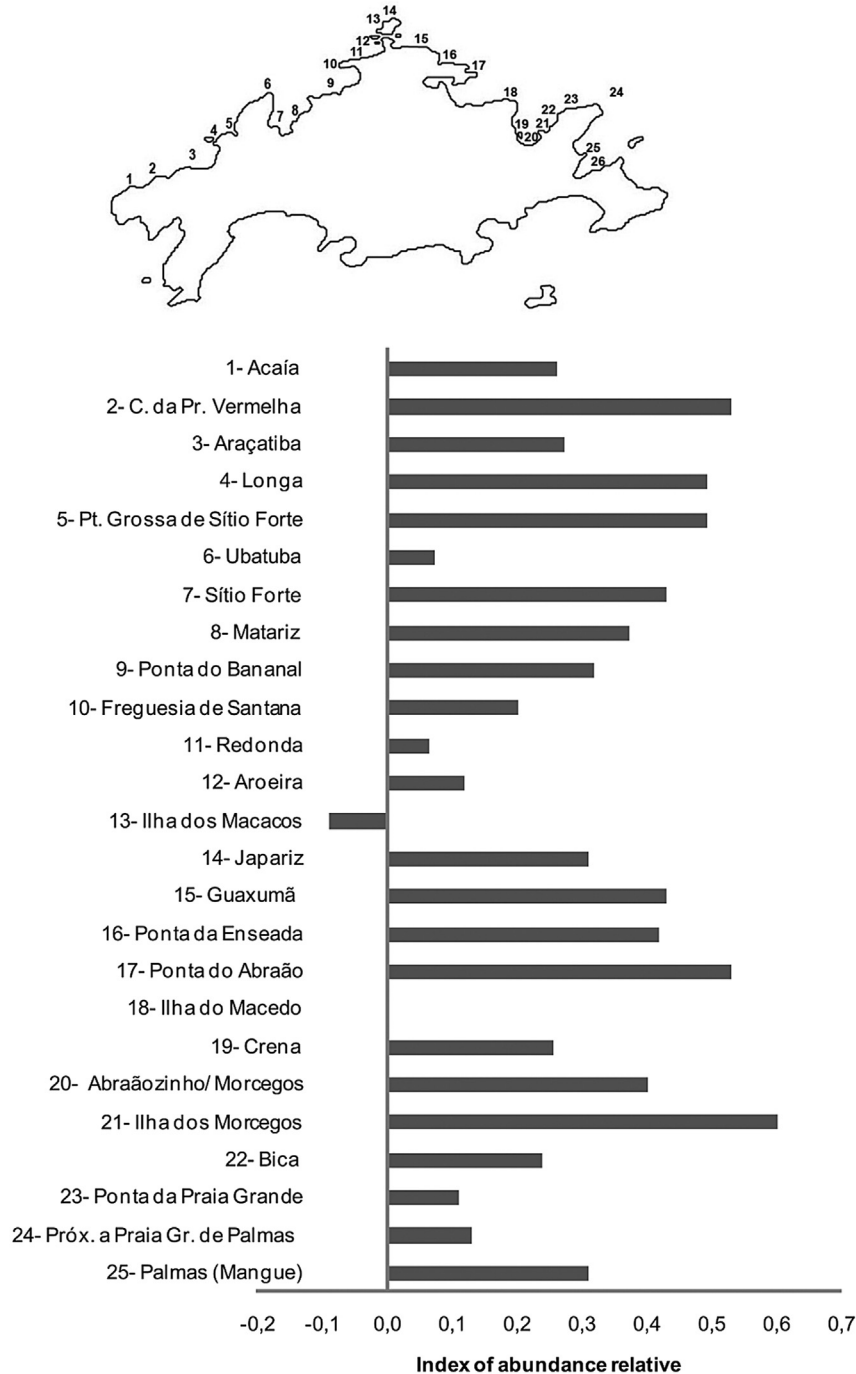 13 14
12 15
11 16
10 17
6 9 18 23 24
7 8 22
4 5 19 20 21
3 25
1 2 26
1- Acaía
2- C. da Pr. Vermelha
3- Araçatiba
4- Longa
5- Pt. Grossa de Sítio Forte
6- Ubatuba
7- Sítio Forte
8- Matariz
9- Ponta do Bananal
10- Freguesia de Santana
11- Redonda
12- Aroeira
13- Ilha dos Macacos
14- Japariz
15- Guaxumã
16- Ponta da Enseada
17- Ponta do Abraão
18- Ilha do Macedo
19- Crena
20- Abraãozinho/ Morcegos
21- Ilha dos Morcegos
22- Bica
23- Ponta da Praia Grande
24- Próx. a Praia Gr. de Palmas
25- Palmas (Mangue)
-0,2 -0,1 0,0 0,1 0,2 0,3 0,4 0,5 0,6 0,7
Index of abundance relative